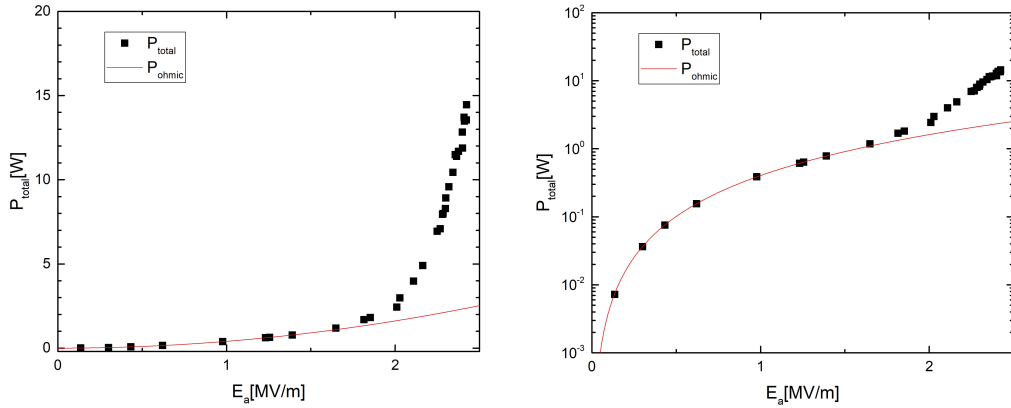 20
15
10
5
0
P_total[W]
P_total
P_ohmic
0
1
2
E_a[MV/m]
10^2
10^1
10^0
10^-1
10^-2
10^-3
P_total[W]
P_total
P_ohmic
0
1
2
E_a[MV/m]